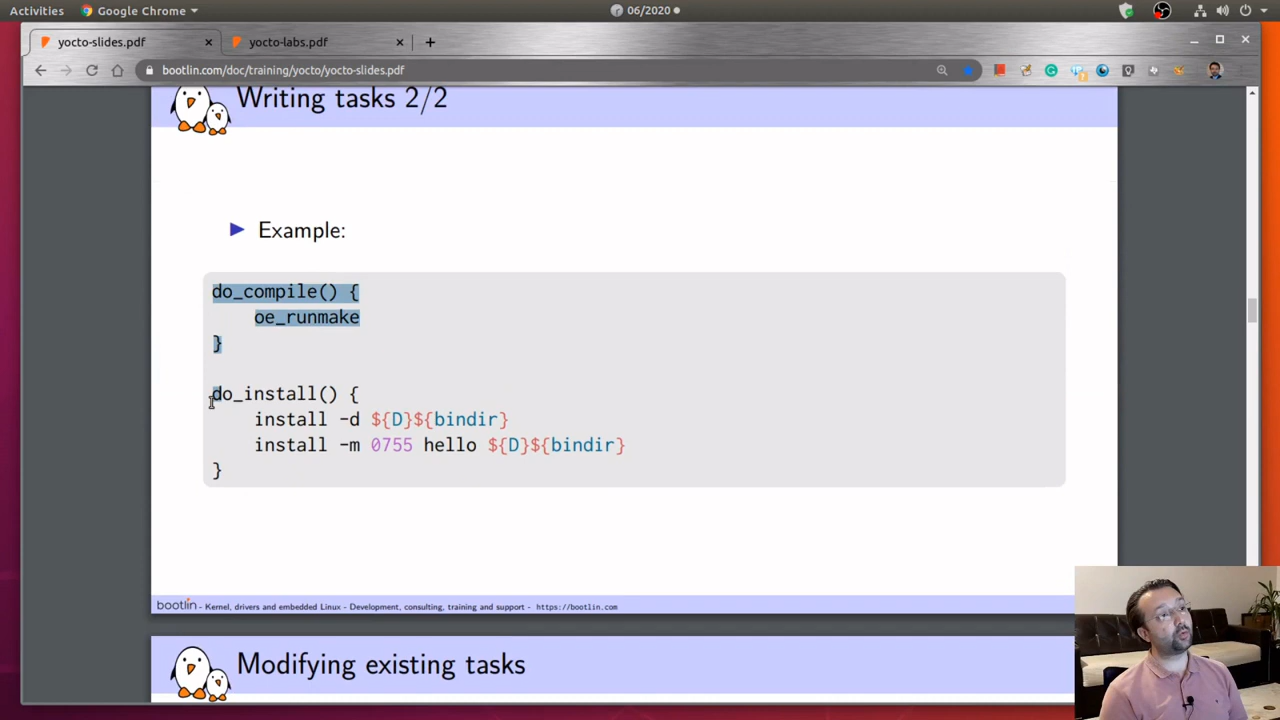 Activities
Google Chrome
06/2020
yocto-slides.pdf
yocto-labs.pdf
bootlin.com/doc/training/yocto/yocto-slides.pdf
Writing tasks 2/2
Example:
do_compile() {
oe_runmake
}
do_install() {
install -d ${D}${bindir}
install -m 0755 hello ${D}${bindir}
}
bootlin - Kernel, drivers and embedded Linux - Development, consulting, training and support - https://bootlin.com
Modifying existing tasks